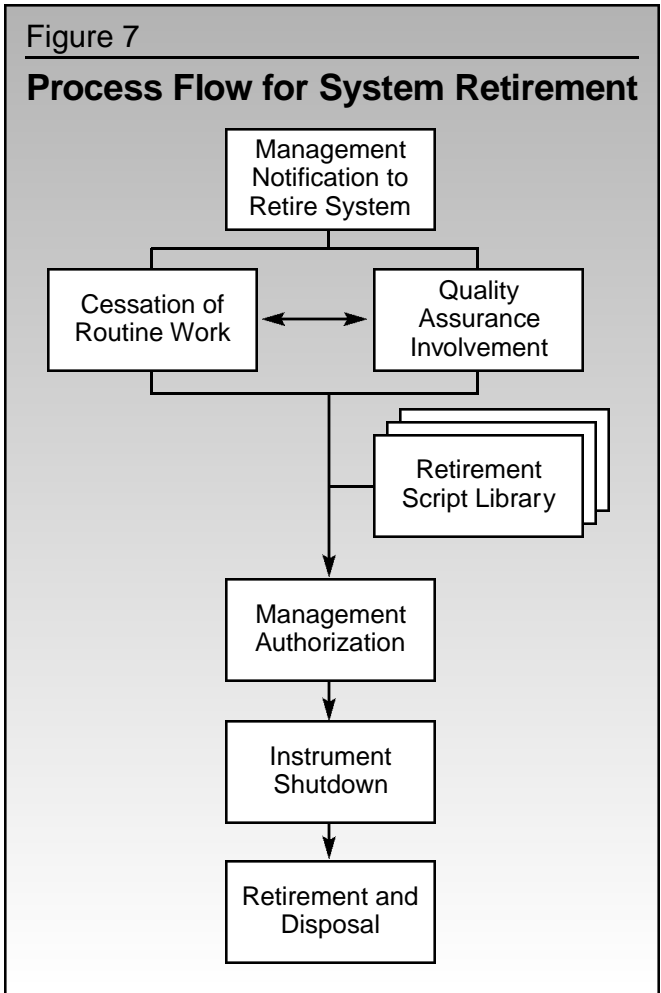 Figure 7
Process Flow for System Retirement
Management
Notification to
Retire System
Cessation of
Routine Work
Quality
Assurance
Involvement
Retirement
Script Library
Management
Authorization
Instrument
Shutdown
Retirement and
Disposal